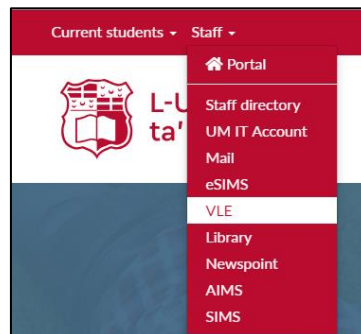 Current students Staff
Portal
L-U
ta'
Staff directory
UM IT Account
Mail
eSIMS
VLE
Library
Newspoint
AIMS
SIMS